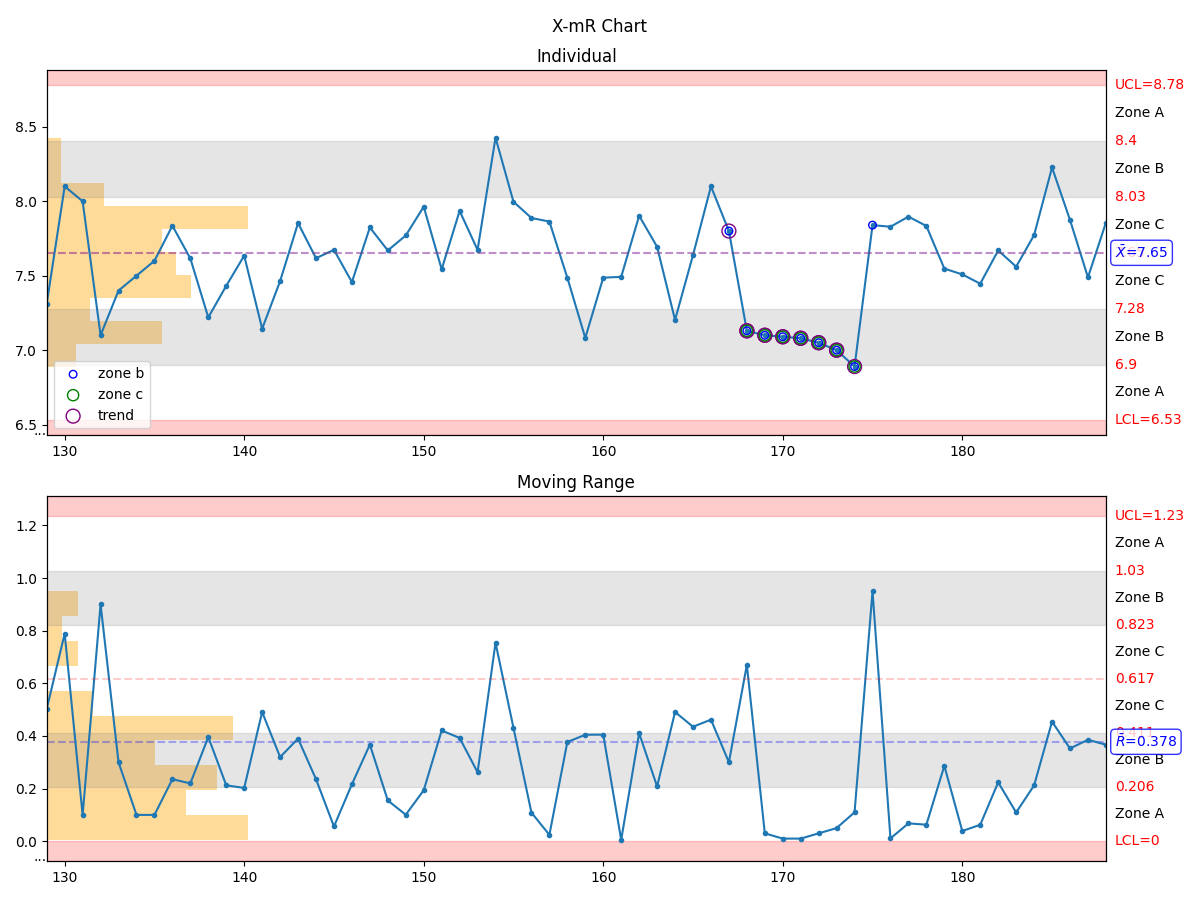 X-mR Chart
Individual
8.5
8.0
7.5
7.0
6.5
...
130 140 150 160 170 180
UCL=8.78
Zone A
8.4
Zone B
8.03
Zone C
X̄=7.65
Zone C
7.28
Zone B
6.9
Zone A
LCL=6.53
zone b
zone c
trend
Moving Range
1.2
1.0
0.8
0.6
0.4
0.2
0.0
...
130 140 150 160 170 180
UCL=1.23
Zone A
1.03
Zone B
0.823
Zone C
0.617
Zone C
0.411
R̄=0.378
Zone B
0.206
Zone A
LCL=0